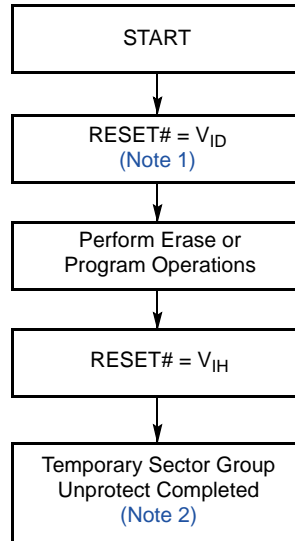 START
RESET# = VID
(Note 1)
Perform Erase or
Program Operations
RESET# = VIH
Temporary Sector Group
Unprotect Completed
(Note 2)